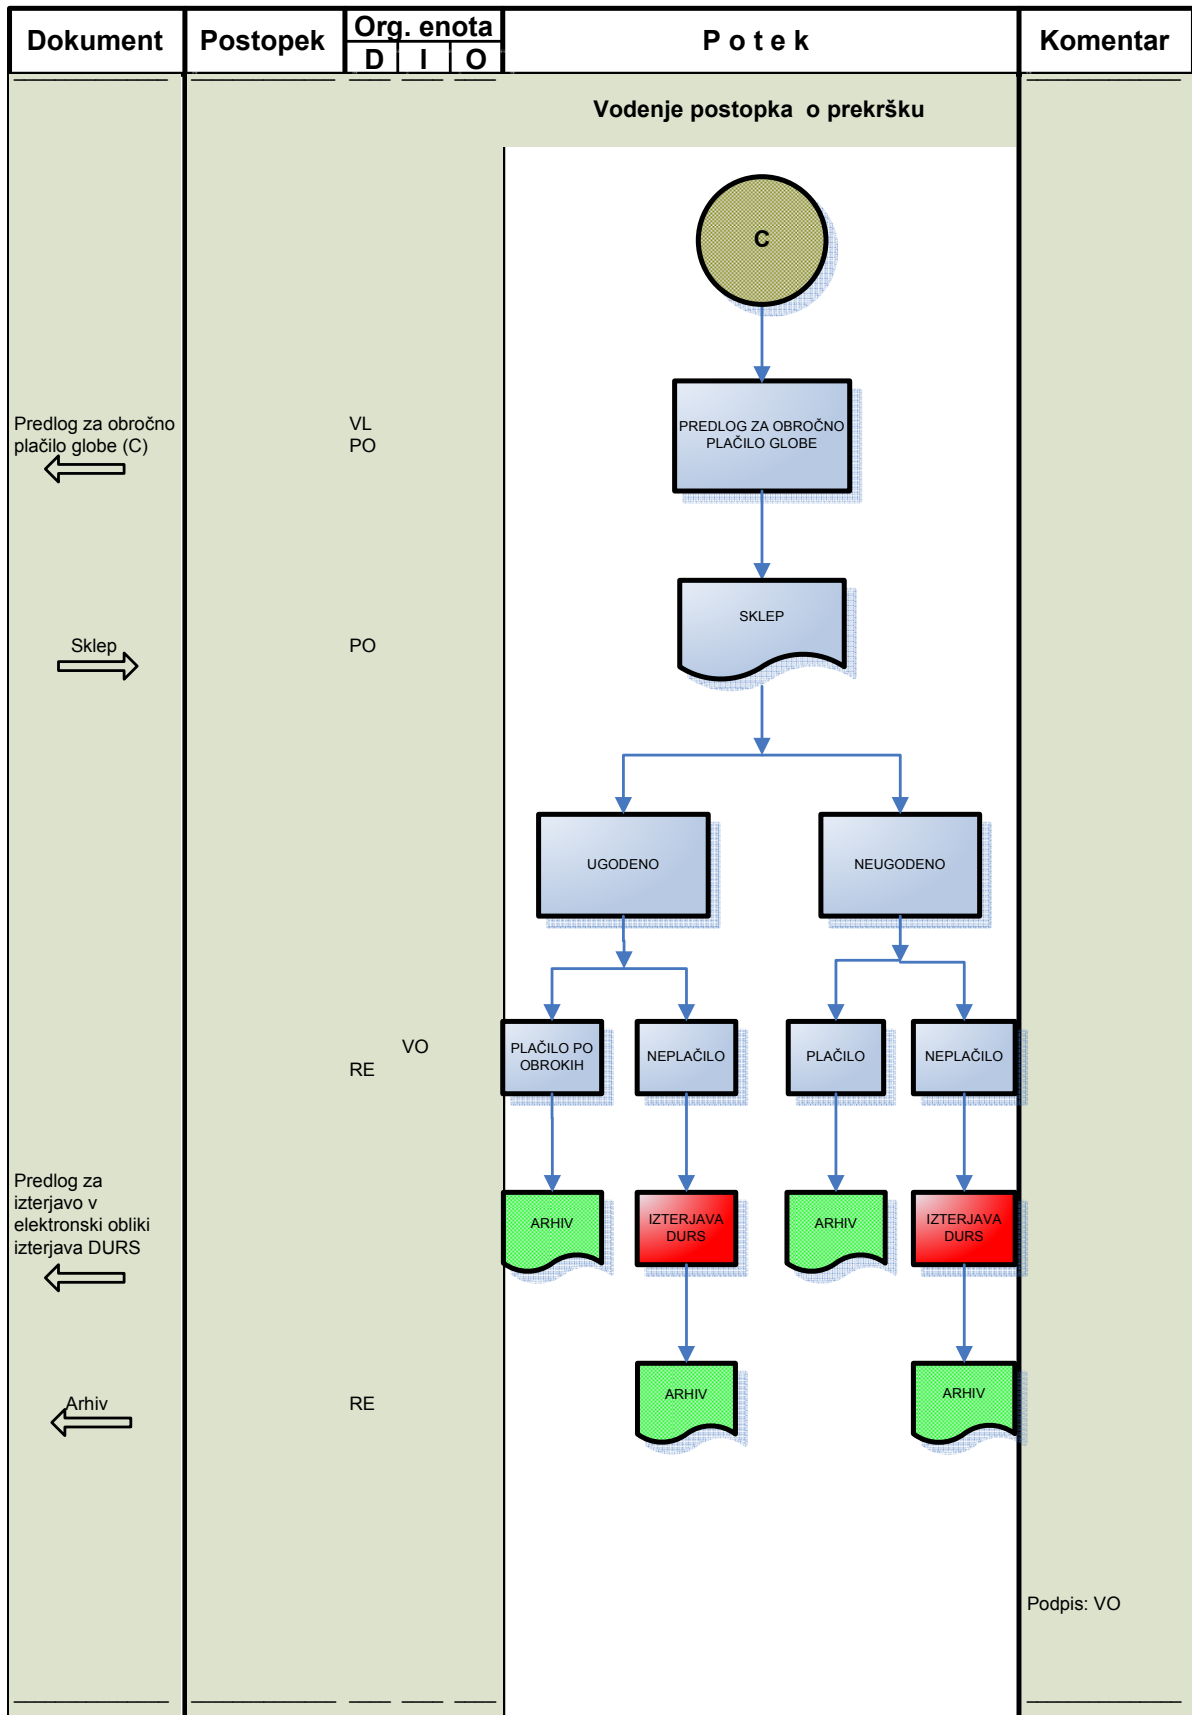 Dokument
Postopek
Org. enota
D I O
P o t e k
Komentar
Vodenje postopka o prekršku
C
Predlog za obročno
plačilo globe (C)
VL
PO
PREDLOG ZA OBROČNO
PLAČILO GLOBE
Sklep
PO
SKLEP
UGODENO
NEUGODENO
VO
RE
PLAČILO PO
OBROKIH
NEPLAČILO
PLAČILO
NEPLAČILO
Predlog za
izterjavo v
elektronski obliki
izterjava DURS
ARHIV
IZTERJAVA
DURS
ARHIV
IZTERJAVA
DURS
Arhiv
RE
ARHIV
ARHIV
Podpis: VO